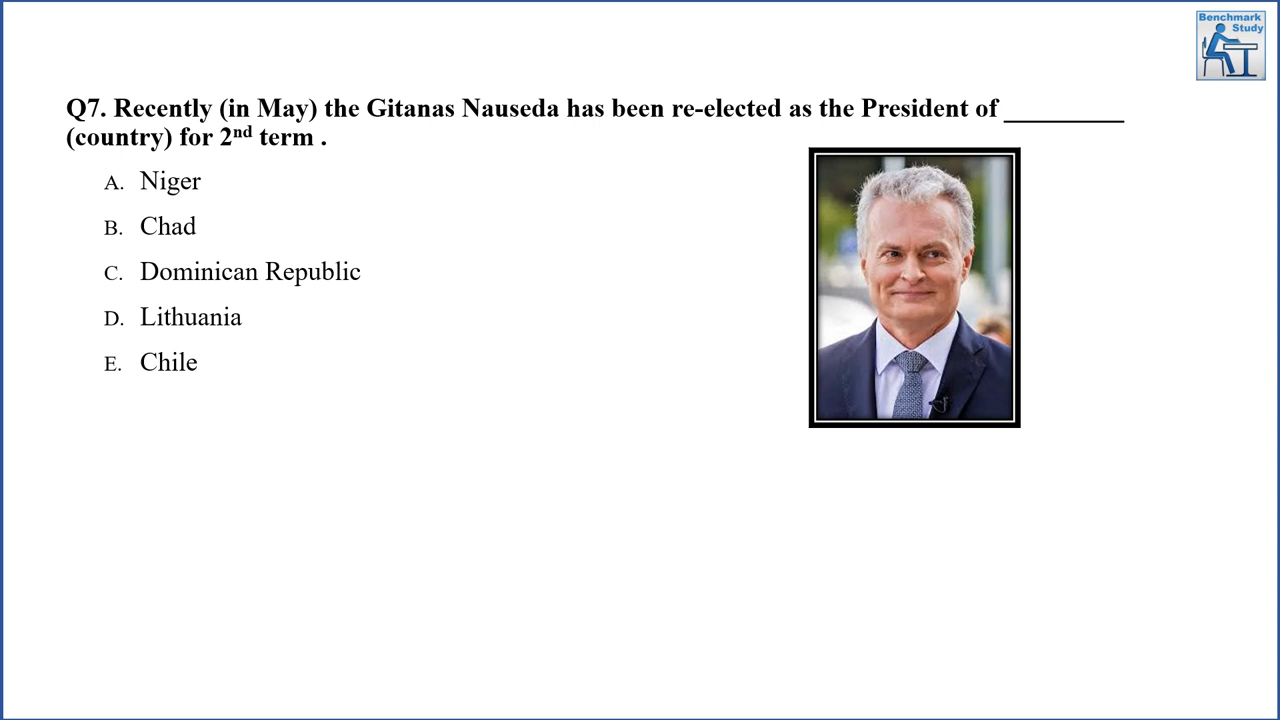 Benchmark
Study
Q7. Recently (in May) the Gitanas Nauseda has been re-elected as the President of _________
(country) for 2nd term .
A. Niger
B. Chad
C. Dominican Republic
D. Lithuania
E. Chile